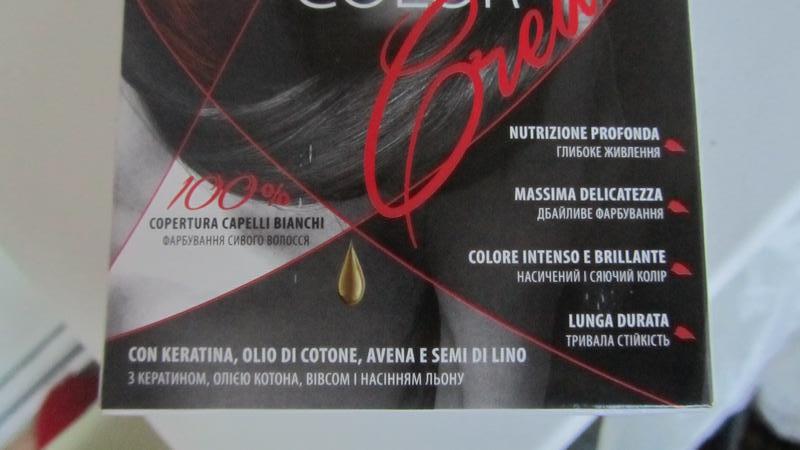 COLOR
NUTRIZIONE PROFONDA
ГЛИБОКЕ ЖИВЛЕННЯ
MASSIMA DELICATEZZA
ДБАЙЛИВЕ ФАРБУВАННЯ
100%
COPERTURA CAPELLI BIANCHI
ФАРБУВАННЯ СИВОГО ВОЛОССЯ
COLORE INTENSO E BRILLANTE
НАСИЧЕНИЙ І СЯЮЧИЙ КОЛІР
LUNGA DURATA
ТРИВАЛА СТІЙКІСТЬ
CON KERATINA, OLIO DI COTONE, AVENA E SEMI DI LINO
З КЕРАТИНОМ, ОЛІЄЮ КОТОНА, ВІВСОМ І НАСІННЯМ ЛЬОНУ